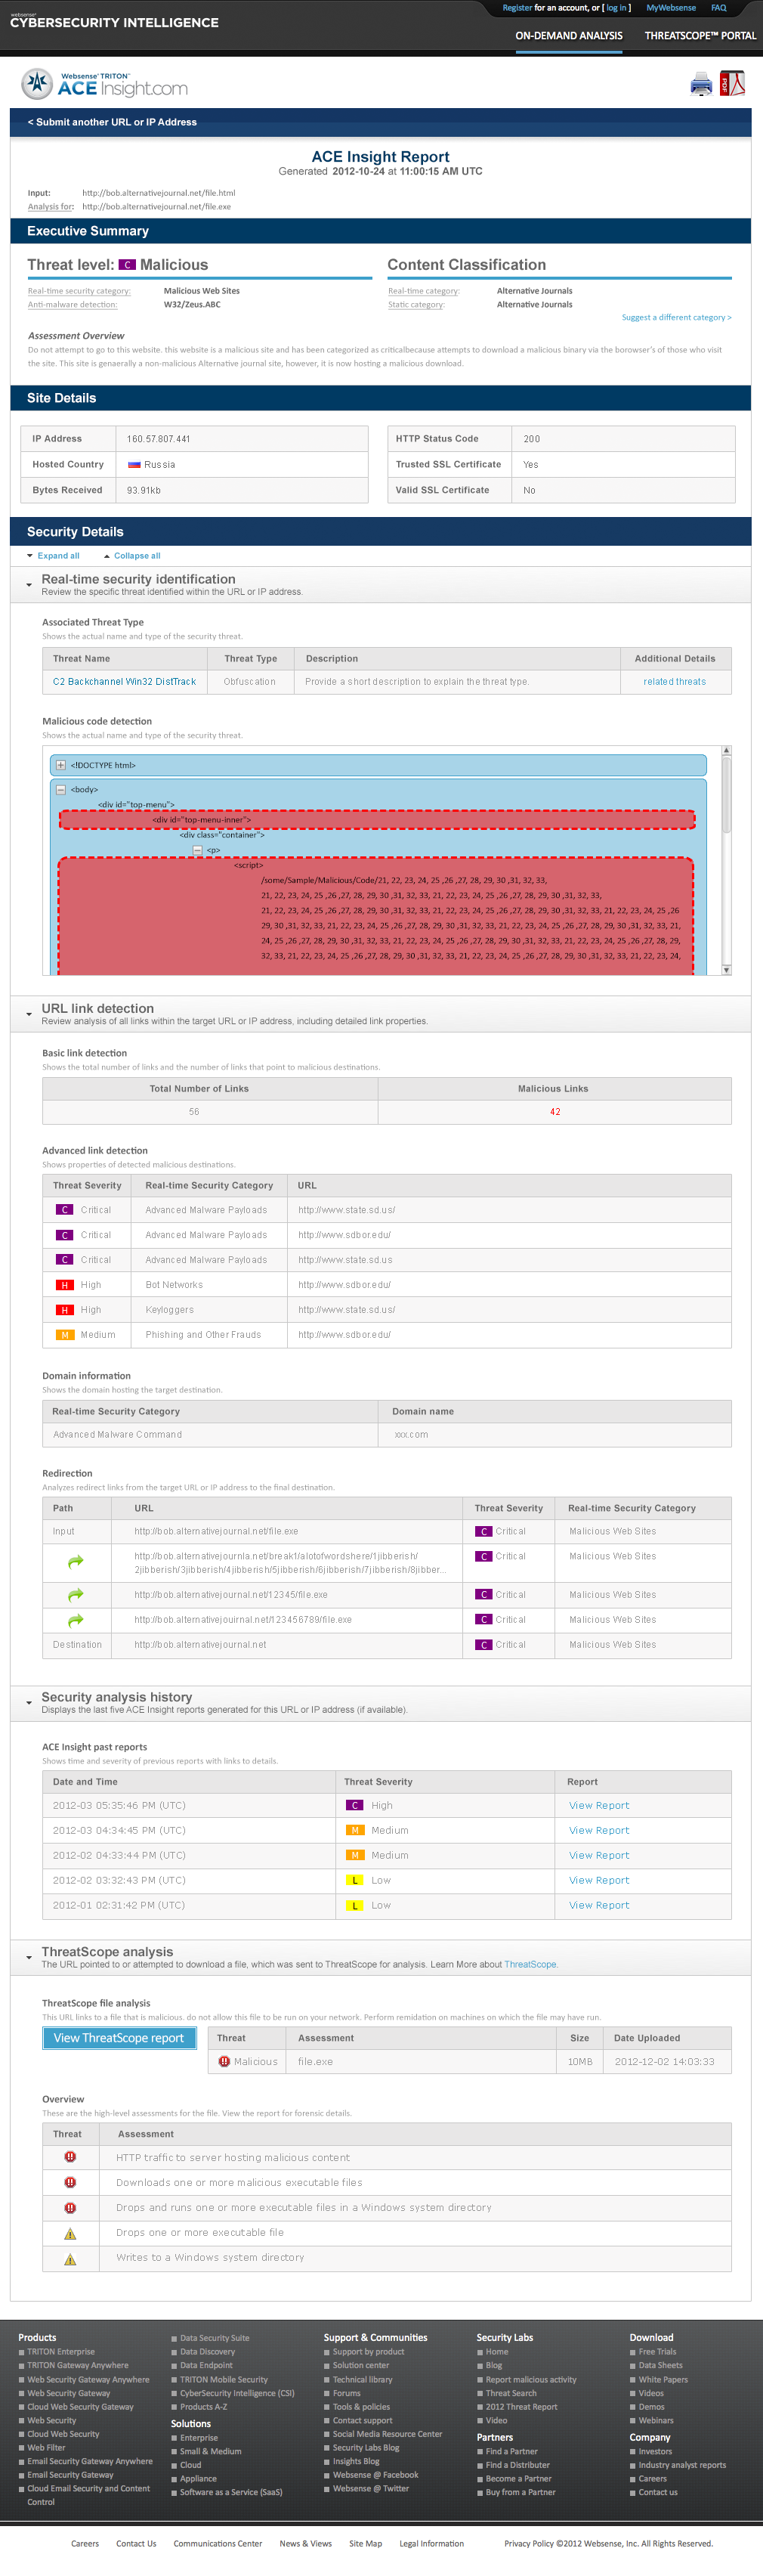 websense®
CYBERSECURITY INTELLIGENCE
Register for an account, or [ log in ] MyWebsense FAQ
ON-DEMAND ANALYSIS THREATSCOPE™ PORTAL
Websense® TRITON™
ACE Insight.com
PDF
< Submit another URL or IP Address
ACE Insight Report
Generated 2012-10-24 at 11:00:15 AM UTC
Input: http://bob.alternativejournal.net/file.html
Analysis for: http://bob.alternativejournal.net/file.exe
Executive Summary
Threat level: C Malicious
Real-time security category: Malicious Web Sites
Anti-malware detection: W32/Zeus.ABC
Content Classification
Real-time category: Alternative Journals
Static category: Alternative Journals
Suggest a different category >
Assessment Overview
Do not attempt to go to this website. this website is a malicious site and has been categorized as criticalbecause attempts to download a malicious binary via the borwser's of those who visit
the site. This site is genaerally a non-malicious Alternative journal site, however, it is now hosting a malicious download.
Site Details
IP Address 160.57.807.441
Hosted Country Russia
Bytes Received 93.91kb
HTTP Status Code 200
Trusted SSL Certificate Yes
Valid SSL Certificate No
Security Details
Expand all Collapse all
Real-time security identification
Review the specific threat identified within the URL or IP address.
Associated Threat Type
Shows the actual name and type of the security threat.
Threat Name Threat Type Description Additional Details
C2 Backchannel Win32 DistTrack Obfuscation Provide a short description to explain the threat type. related threats
Malicious code detection
Shows the actual name and type of the security threat.
<!DOCTYPE html>
<body>
<div id="top-menu">
<div id="top-menu-inner">
<div class="container">
<p>
<script>
/some/Sample/Malicious/Code/21, 22, 23, 24, 25 ,26 ,27, 28, 29, 30 ,31, 32, 33,
21, 22, 23, 24, 25 ,26 ,27, 28, 29, 30 ,31, 32, 33, 21, 22, 23, 24, 25 ,26 ,27, 28, 29, 30 ,31, 32, 33,
21, 22, 23, 24, 25 ,26 ,27, 28, 29, 30 ,31, 32, 33, 21, 22, 23, 24, 25 ,26 ,27, 28, 29, 30 ,31, 32, 33, 21, 22, 23, 24, 25 ,26
29, 30 ,31, 32, 33, 21, 22, 23, 24, 25 ,26 ,27, 28, 29, 30 ,31, 32, 33, 21, 22, 23, 24, 25 ,26 ,27, 28, 29, 30 ,31, 32, 33, 21,
24, 25 ,26 ,27, 28, 29, 30 ,31, 32, 33, 21, 22, 23, 24, 25 ,26 ,27, 28, 29, 30 ,31, 32, 33, 21, 22, 23, 24, 25 ,26 ,27, 28, 29,
32, 33, 21, 22, 23, 24, 25 ,26 ,27, 28, 29, 30 ,31, 32, 33, 21, 22, 23, 24, 25 ,26 ,27, 28, 29, 30 ,31, 32, 33, 21, 22, 23, 24,
URL link detection
Review analysis of all links within the target URL or IP address, including detailed link properties.
Basic link detection
Shows the total number of links and the number of links that point to malicious destinations.
Total Number of Links Malicious Links
56 42
Advanced link detection
Shows properties of detected malicious destinations.
Threat Severity Real-time Security Category URL
C Critical Advanced Malware Payloads http://www.state.sd.us/
C Critical Advanced Malware Payloads http://www.sdbor.edu/
C Critical Advanced Malware Payloads http://www.state.sd.us
H High Bot Networks http://www.sdbor.edu/
H High Keyloggers http://www.state.sd.us/
M Medium Phishing and Other Frauds http://www.sdbor.edu/
Domain information
Shows the domain hosting the target destination.
Real-time Security Category Domain name
Advanced Malware Command xxx.com
Redirection
Analyzes redirect links from the target URL or IP address to the final destination.
Path URL Threat Severity Real-time Security Category
Input http://bob.alternativejournal.net/file.exe C Critical Malicious Web Sites
http://bob.alternativejournla.net/break1/alotofwordshere/1jibberish/ C Critical Malicious Web Sites
2jibberish/3jibberish/4jibberish/5jibberish/6jibberish/7jibberish/8jibber...
http://bob.alternativejournal.net/12345/file.exe C Critical Malicious Web Sites
http://bob.alternativejouirnal.net/123456789/file.exe C Critical Malicious Web Sites
Destination http://bob.alternativejournal.net C Critical Malicious Web Sites
Security analysis history
Displays the last five ACE Insight reports generated for this URL or IP address (if available).
ACE Insight past reports
Shows time and severity of previous reports with links to details.
Date and Time Threat Severity Report
2012-03 05:35:46 PM (UTC) C High View Report
2012-03 04:34:45 PM (UTC) M Medium View Report
2012-02 04:33:44 PM (UTC) M Medium View Report
2012-02 03:32:43 PM (UTC) L Low View Report
2012-01 02:31:42 PM (UTC) L Low View Report
ThreatScope analysis
The URL pointed to or attempted to download a file, which was sent to ThreatScope for analysis. Learn More about ThreatScope.
ThreatScope file analysis
This URL links to a file that is malicious. do not allow this file to be run on your network. Perform remidation on machines on which the file may have run.
View ThreatScope report
Threat Assessment Size Date Uploaded
Malicious file.exe 10MB 2012-12-02 14:03:33
Overview
These are the high-level assessments for the file. View the report for forensic details.
Threat Assessment
HTTP traffic to server hosting malicious content
Downloads one or more malicious executable files
Drops and runs one or more executable files in a Windows system directory
Drops one or more executable file
Writes to a Windows system directory
Products
TRITON Enterprise
TRITON Gateway Anywhere
Web Security Gateway Anywhere
Web Security Gateway
Cloud Web Security Gateway
Web Security
Cloud Web Security
Web Filter
Email Security Gateway Anywhere
Email Security Gateway
Cloud Email Security and Content
Control
Data Security Suite
Data Discovery
Data Endpoint
TRITON Mobile Security
CyberSecurity Intelligence (CSI)
Products A-Z
Solutions
Enterprise
Small & Medium
Cloud
Appliance
Software as a Service (SaaS)
Support & Communities
Support by product
Solution center
Technical library
Forums
Tools & policies
Contact support
Social Media Resource Center
Security Labs Blog
Insights Blog
Websense @ Facebook
Websense @ Twitter
Security Labs
Home
Blog
Report malicious activity
Threat Search
2012 Threat Report
Video
Partners
Find a Partner
Find a Distributer
Become a Partner
Buy from a Partner
Download
Free Trials
Data Sheets
White Papers
Videos
Demos
Webinars
Company
Investors
Industry analyst reports
Careers
Contact us
Careers Contact Us Communications Center News & Views Site Map Legal Information Privacy Policy ©2012 Websense, Inc. All Rights Reserved.